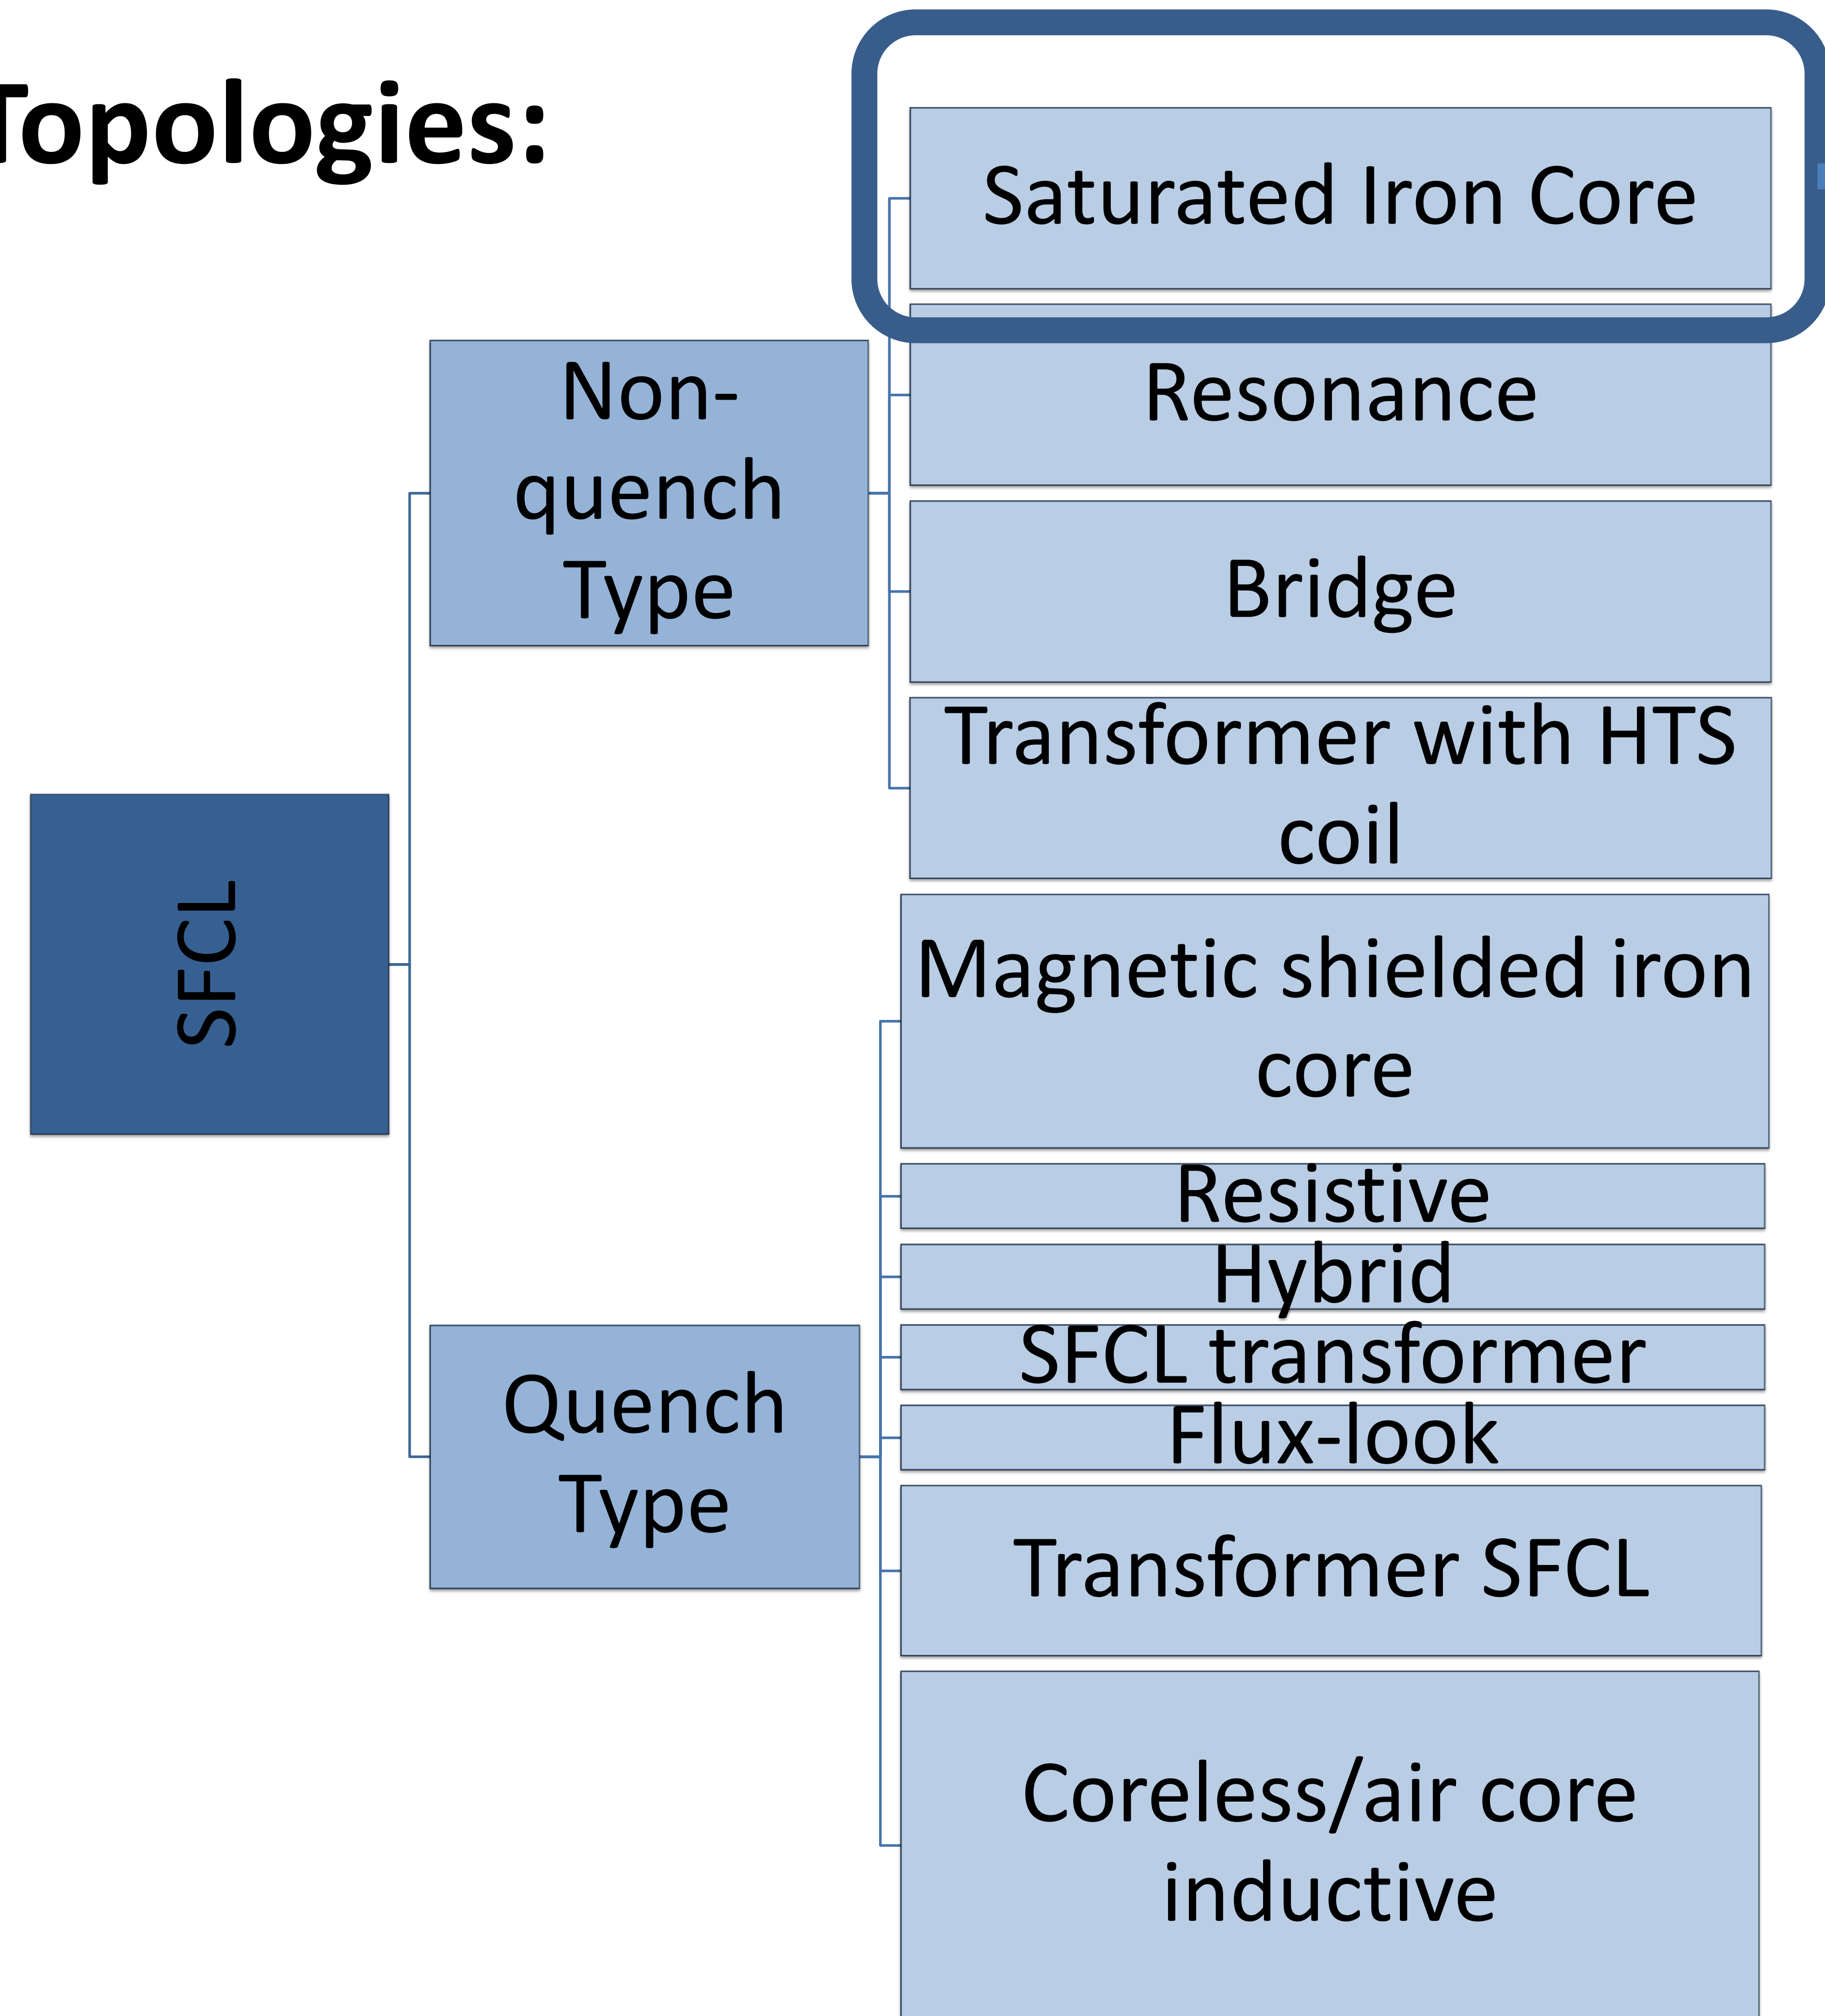 Topologies:
Saturated Iron Core
Resonance
Bridge
Transformer with HTS
coil
Non-
quench
Type
SFCL
Magnetic shielded iron
core
Resistive
Hybrid
SFCL transformer
Flux-look
Transformer SFCL
Coreless/air core
inductive
Quench
Type